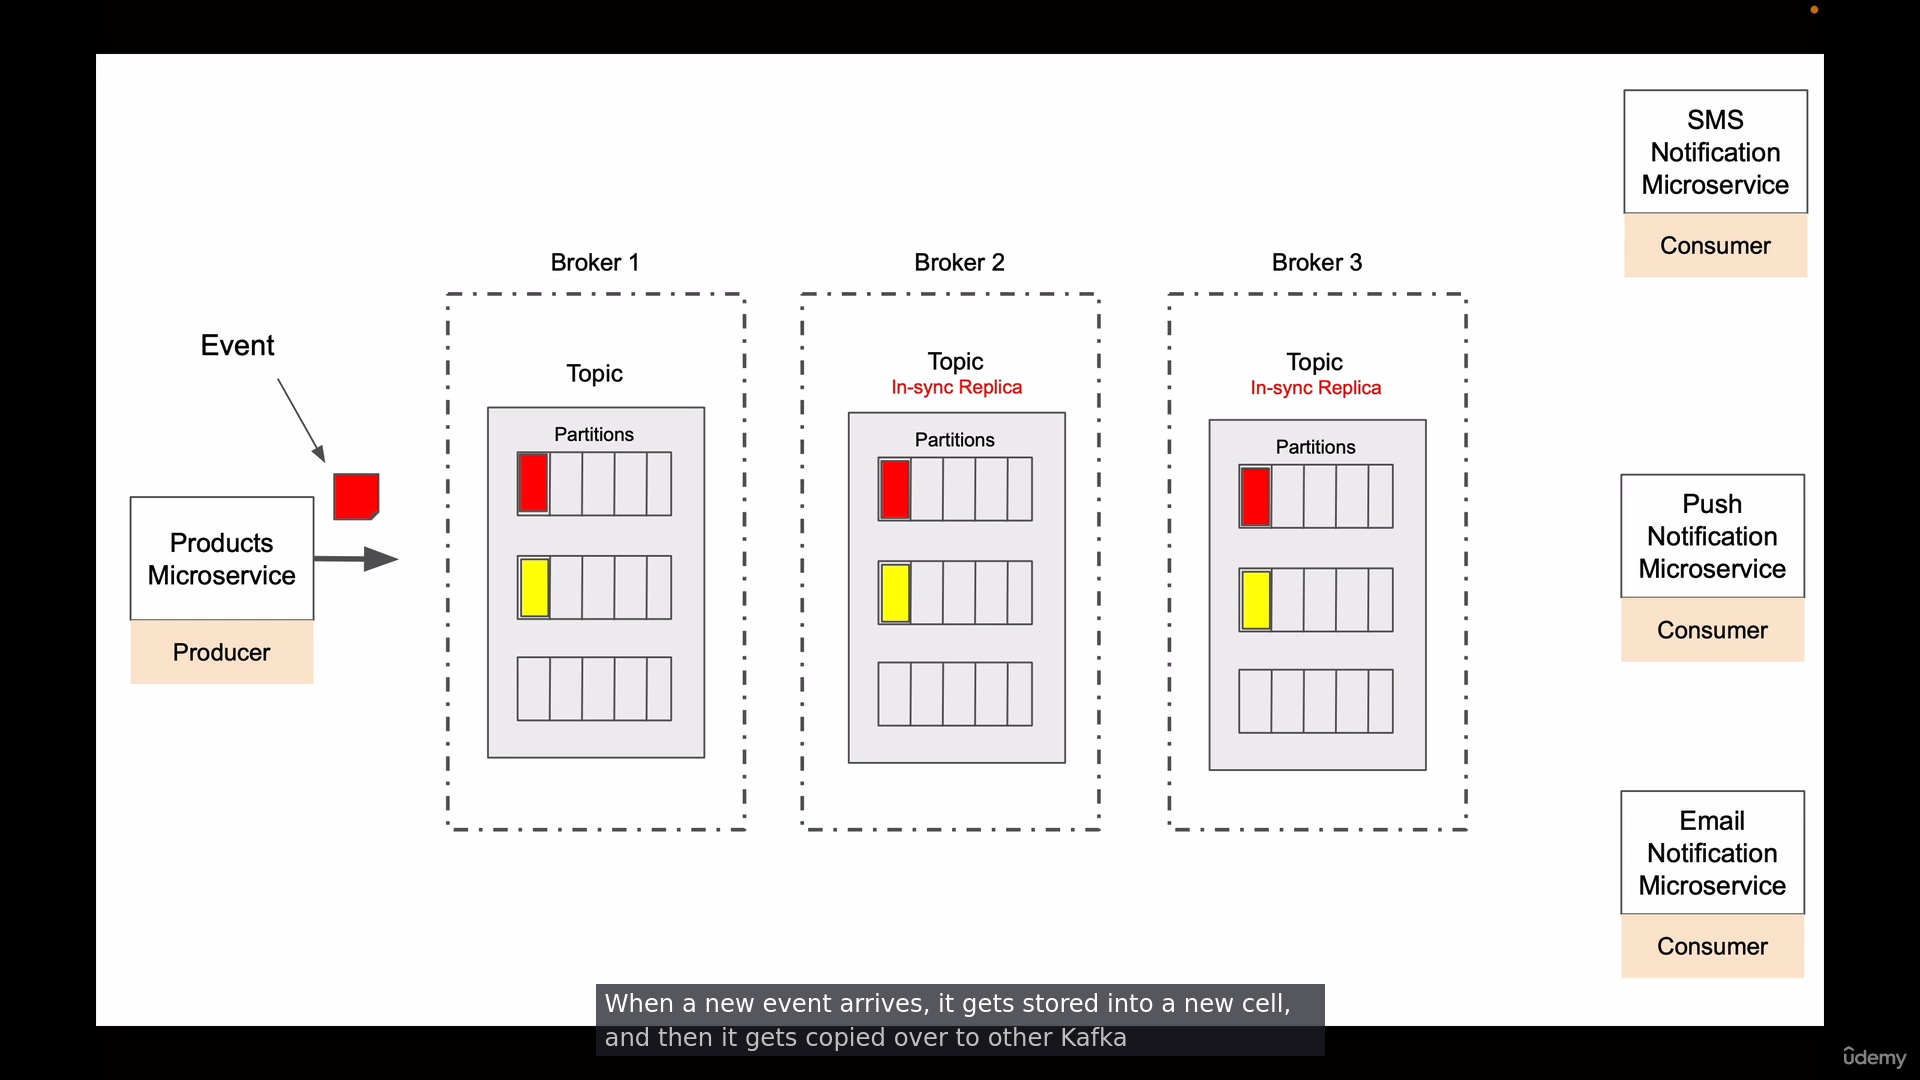 SMS
Notification
Microservice
Consumer
Broker 1
Broker 2
Broker 3
Event
Topic
Topic
In-sync Replica
Topic
In-sync Replica
Partitions
Partitions
Partitions
Products
Microservice
Producer
Push
Notification
Microservice
Consumer
Email
Notification
Microservice
Consumer
When a new event arrives, it gets stored into a new cell,
and then it gets copied over to other Kafka
ûdemy